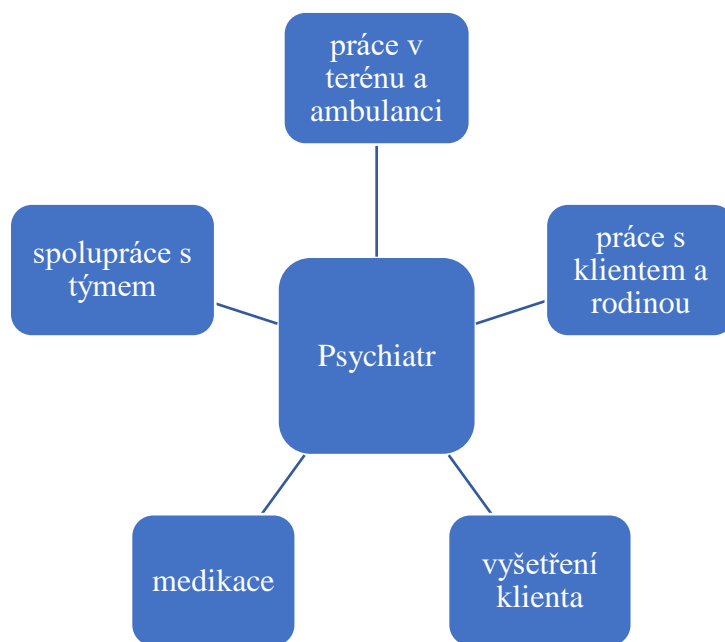 práce v
terénu a
ambulanci
spolupráce s
týmem
práce s
klientem a
rodinou
Psychiatr
medikace
vyšetření
klienta